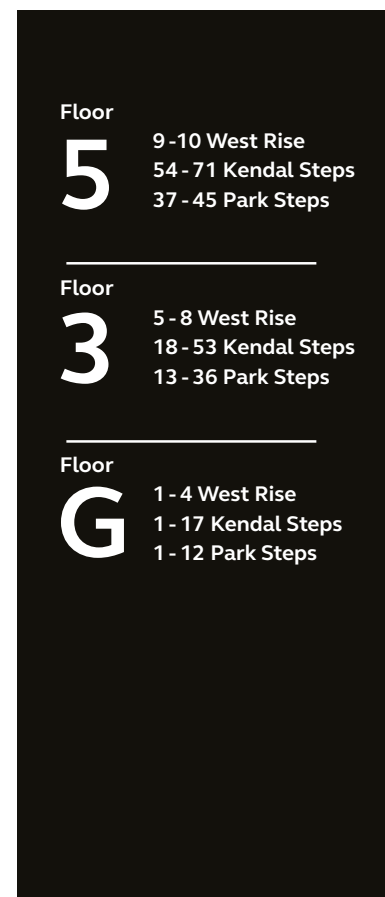 Floor
5
9-10 West Rise
54-71 Kendal Steps
37-45 Park Steps
Floor
3
5-8 West Rise
18-53 Kendal Steps
13-36 Park Steps
Floor
G
1-4 West Rise
1-17 Kendal Steps
1-12 Park Steps